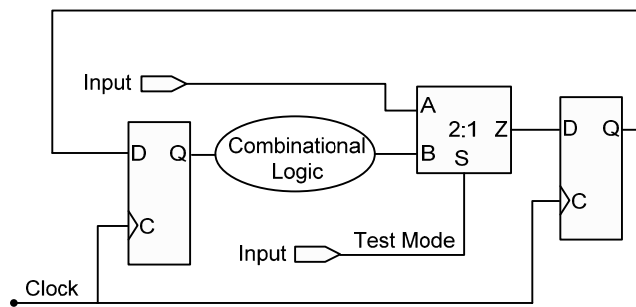 Input
A
2:1
Z
D
Q
D
Q
Combinational
Logic
B
S
C
C
Input
Test Mode
Clock